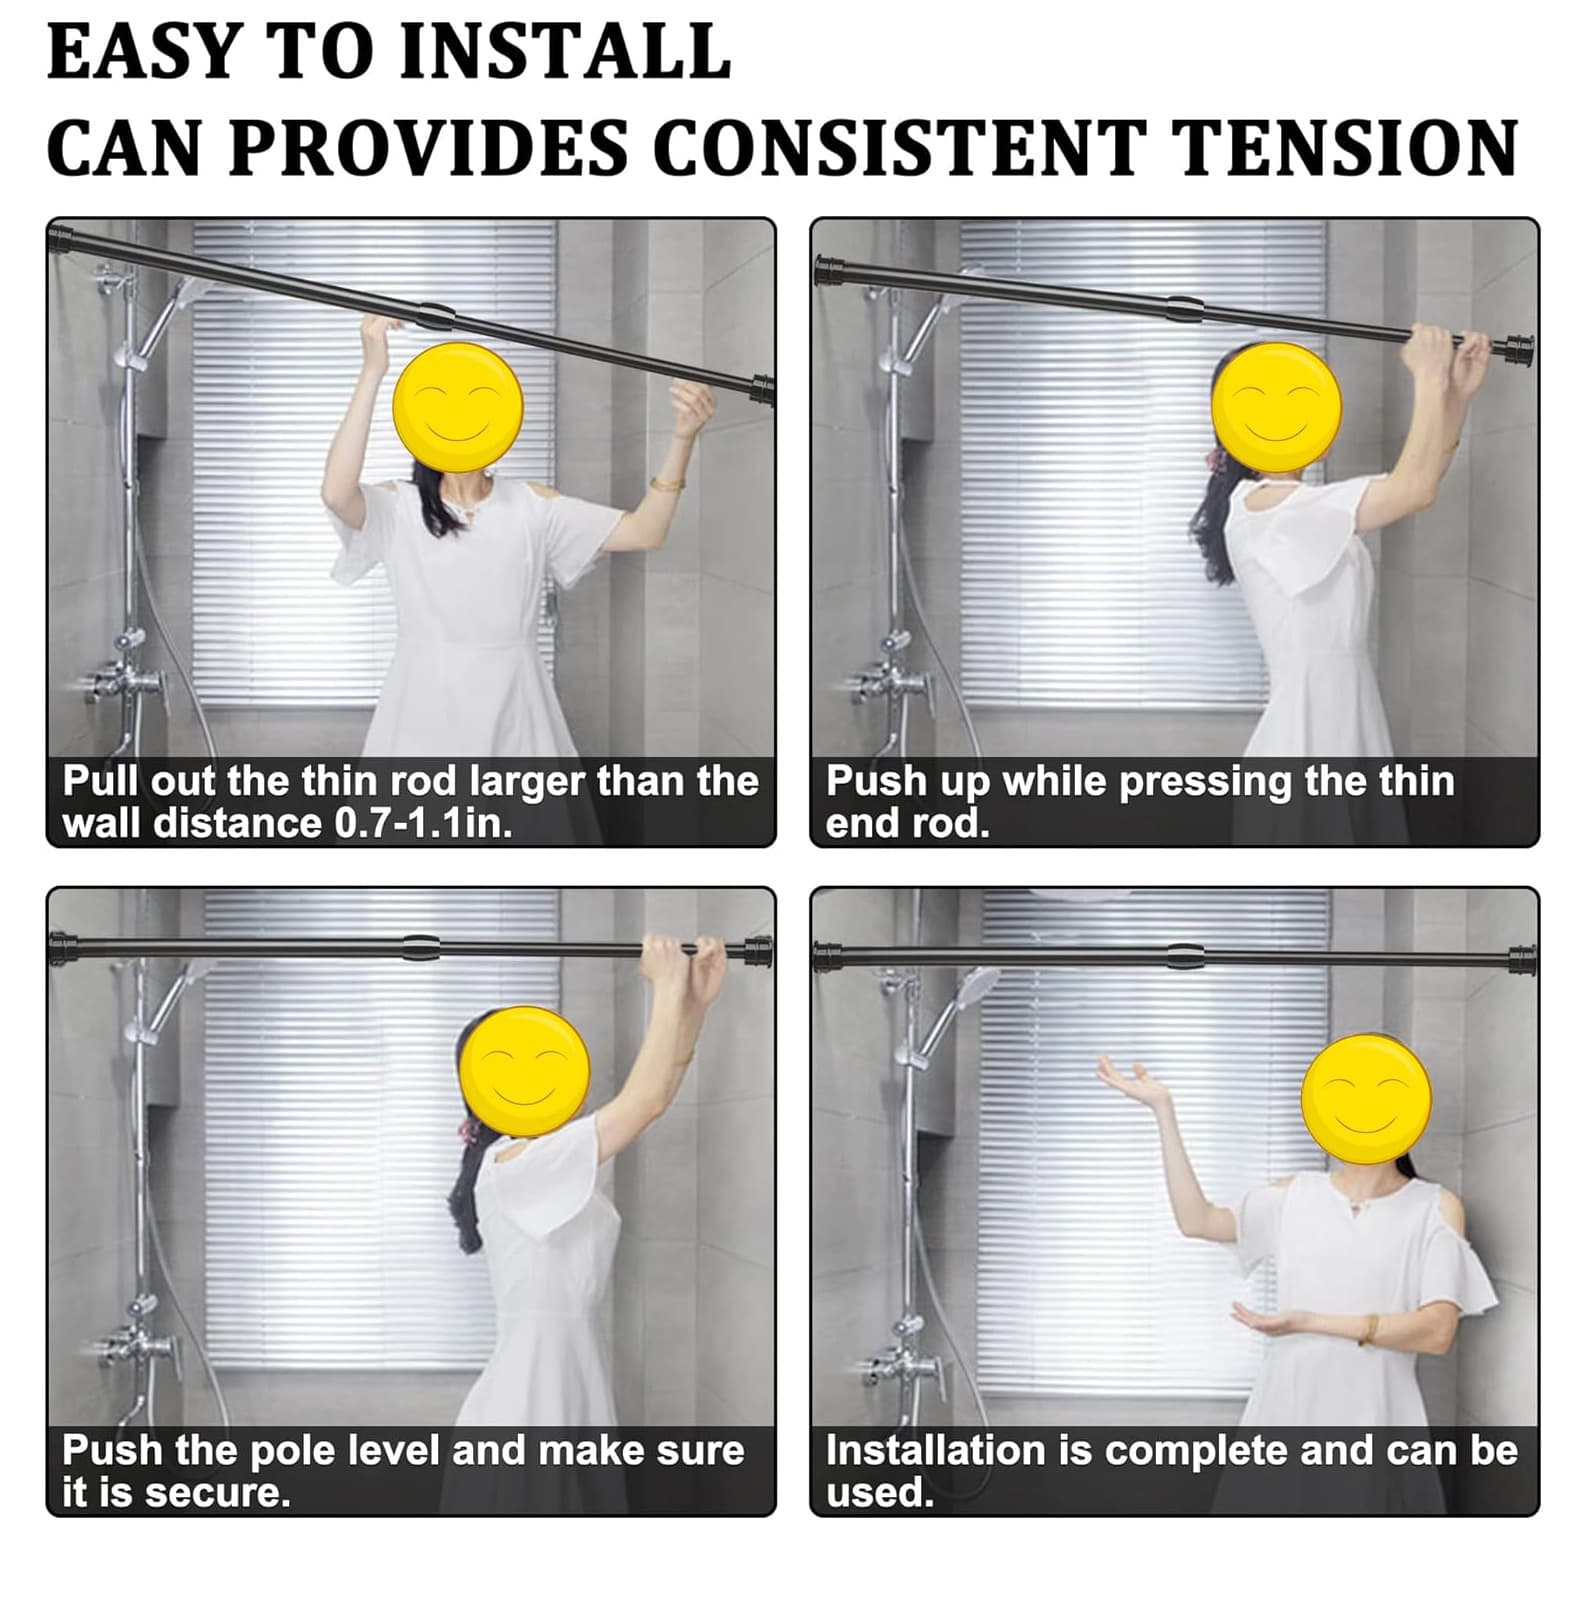 EASY TO INSTALL
CAN PROVIDES CONSISTENT TENSION
Pull out the thin rod larger than the
wall distance 0.7-1.1in.
Push up while pressing the thin
end rod.
Push the pole level and make sure
it is secure.
Installation is complete and can be
used.